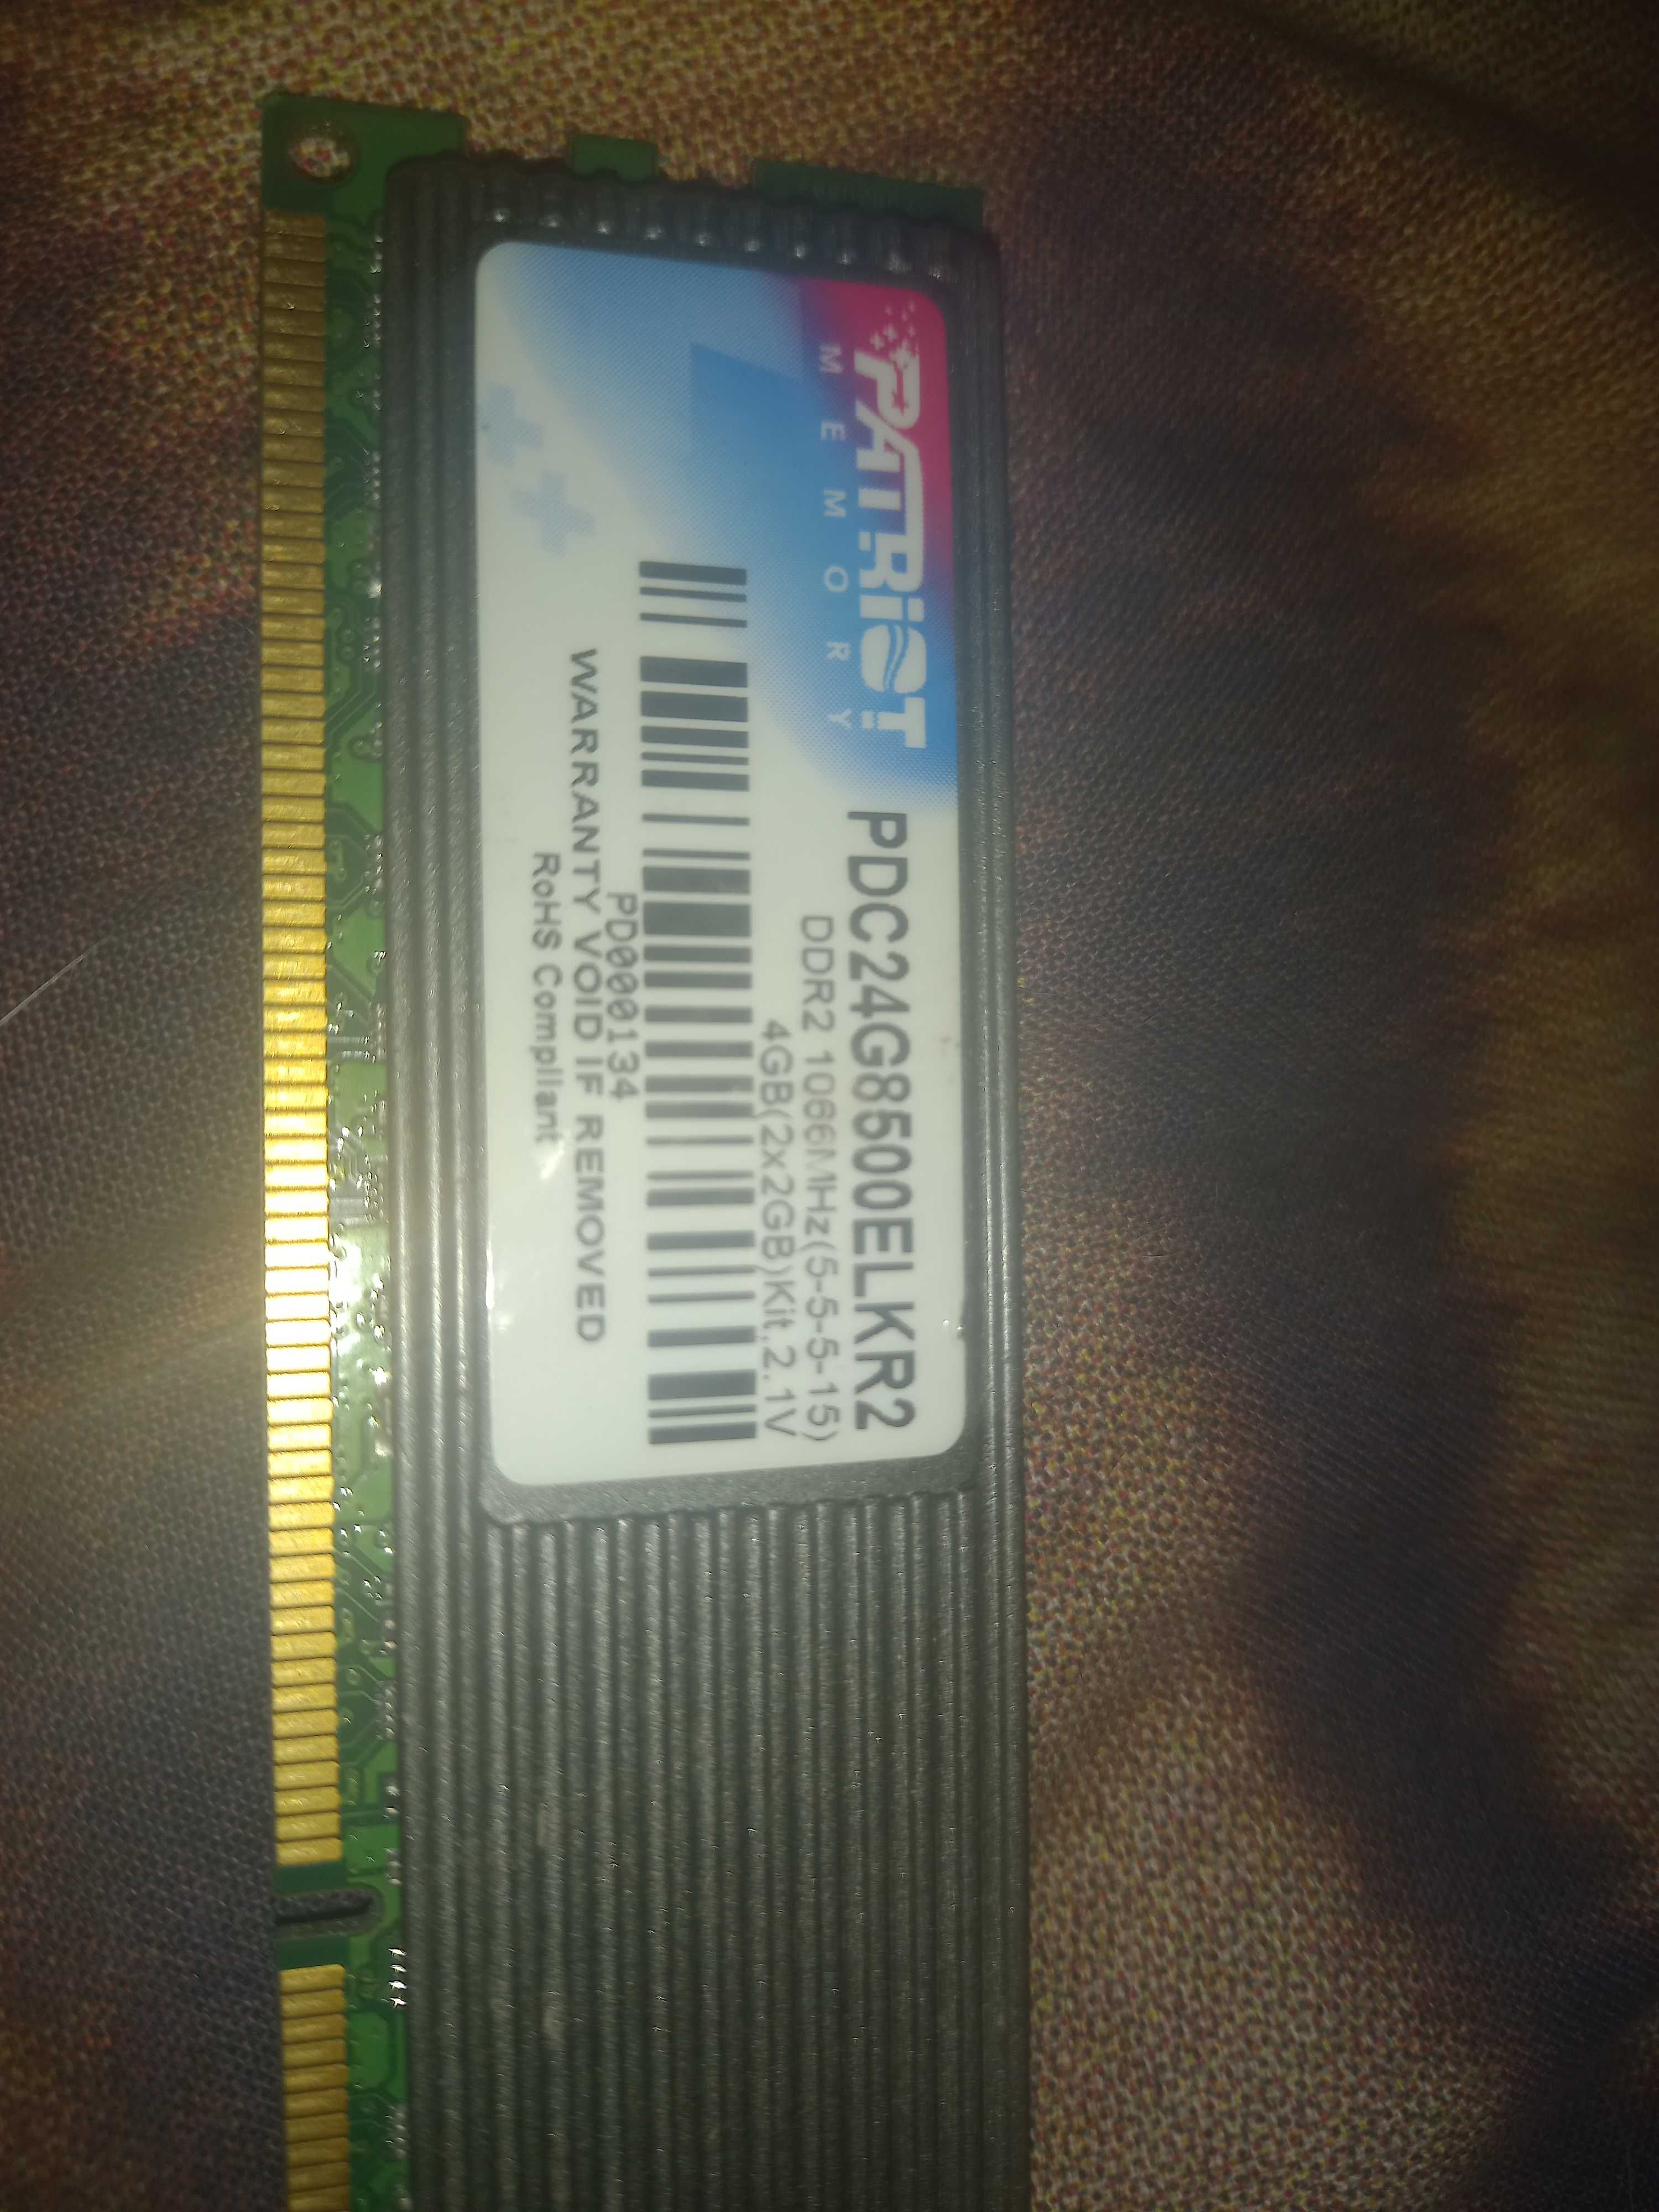 PATRiOT
MEMORY
PDC24G8500ELKR2
DDR2 1066MHz(5-5-5-15)
4GB(2x2GB)Kit,2.1V
PD000134
WARRANTY VOID IF REMOVED
RoHS Compliant